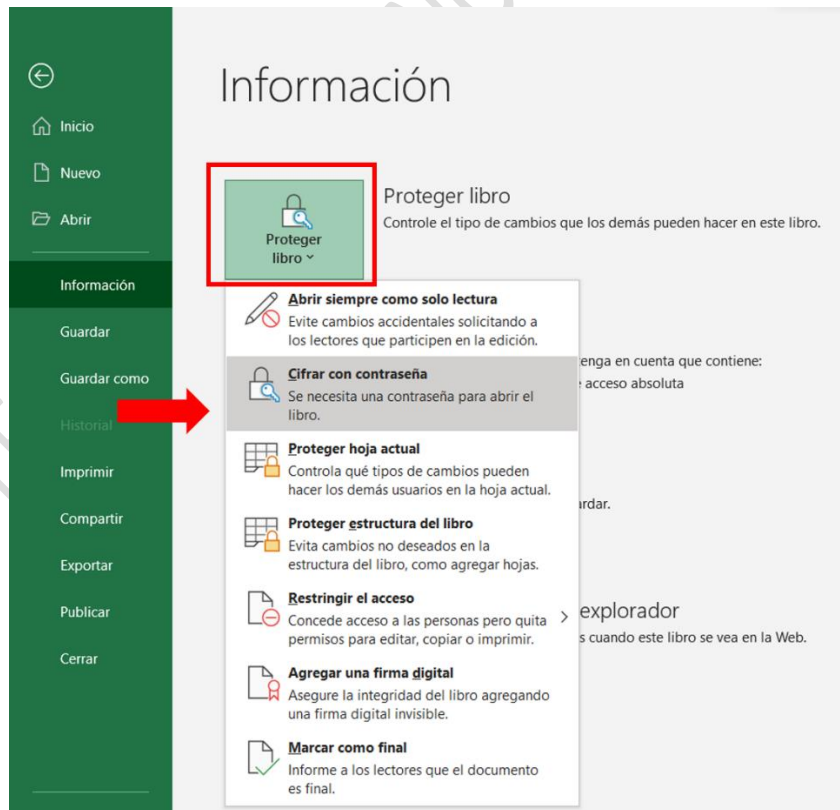 Información
Inicio
Nuevo
Abrir
Información
Guardar
Guardar como
Historial
Imprimir
Compartir
Exportar
Publicar
Cerrar
Proteger
libro
Proteger libro
Controle el tipo de cambios que los demás pueden hacer en este libro.
Abrir siempre como solo lectura
Evite cambios accidentales solicitando a
los lectores que participen en la edición.
Cifrar con contraseña
Se necesita una contraseña para abrir el
libro.
Proteger hoja actual
Controla qué tipos de cambios pueden
hacer los demás usuarios en la hoja actual.
Proteger estructura del libro
Evita cambios no deseados en la
estructura del libro, como agregar hojas.
Restringir el acceso
Concede acceso a las personas pero quita
permisos para editar, copiar o imprimir.
Agregar una firma digital
Asegure la integridad del libro agregando
una firma digital invisible.
Marcar como final
Informe a los lectores que el documento
es final.
enga en cuenta que contiene:
acceso absoluta
rdar.
explorador
s cuando este libro se vea en la Web.